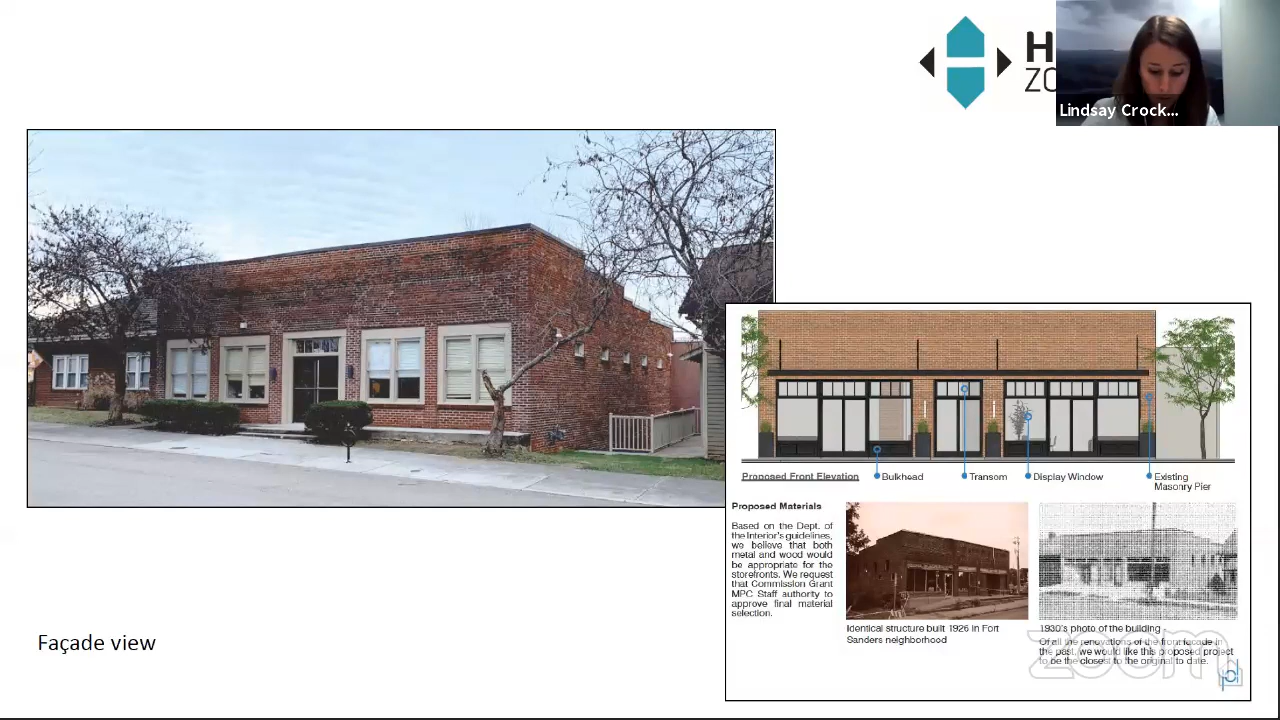 H
ZO
Lindsay Crock...
Proposed Front Elevation
Bulkhead
Transom
Display Window
Existing
Masonry Pier
Proposed Materials
Based on the Dept. of
the Interior's guidelines,
we believe that both
metal and wood would
be appropriate for the
storefronts. We request
that Commission Grant
MPC Staff authority to
approve final material
selection.
Identical structure built 1926 in Fort
Sanders neighborhood
1930's photo of the building
Of all the renovations of the front facade in
the past, we would like this proposed project
to be the closest to the original to date.
zoom
Façade view